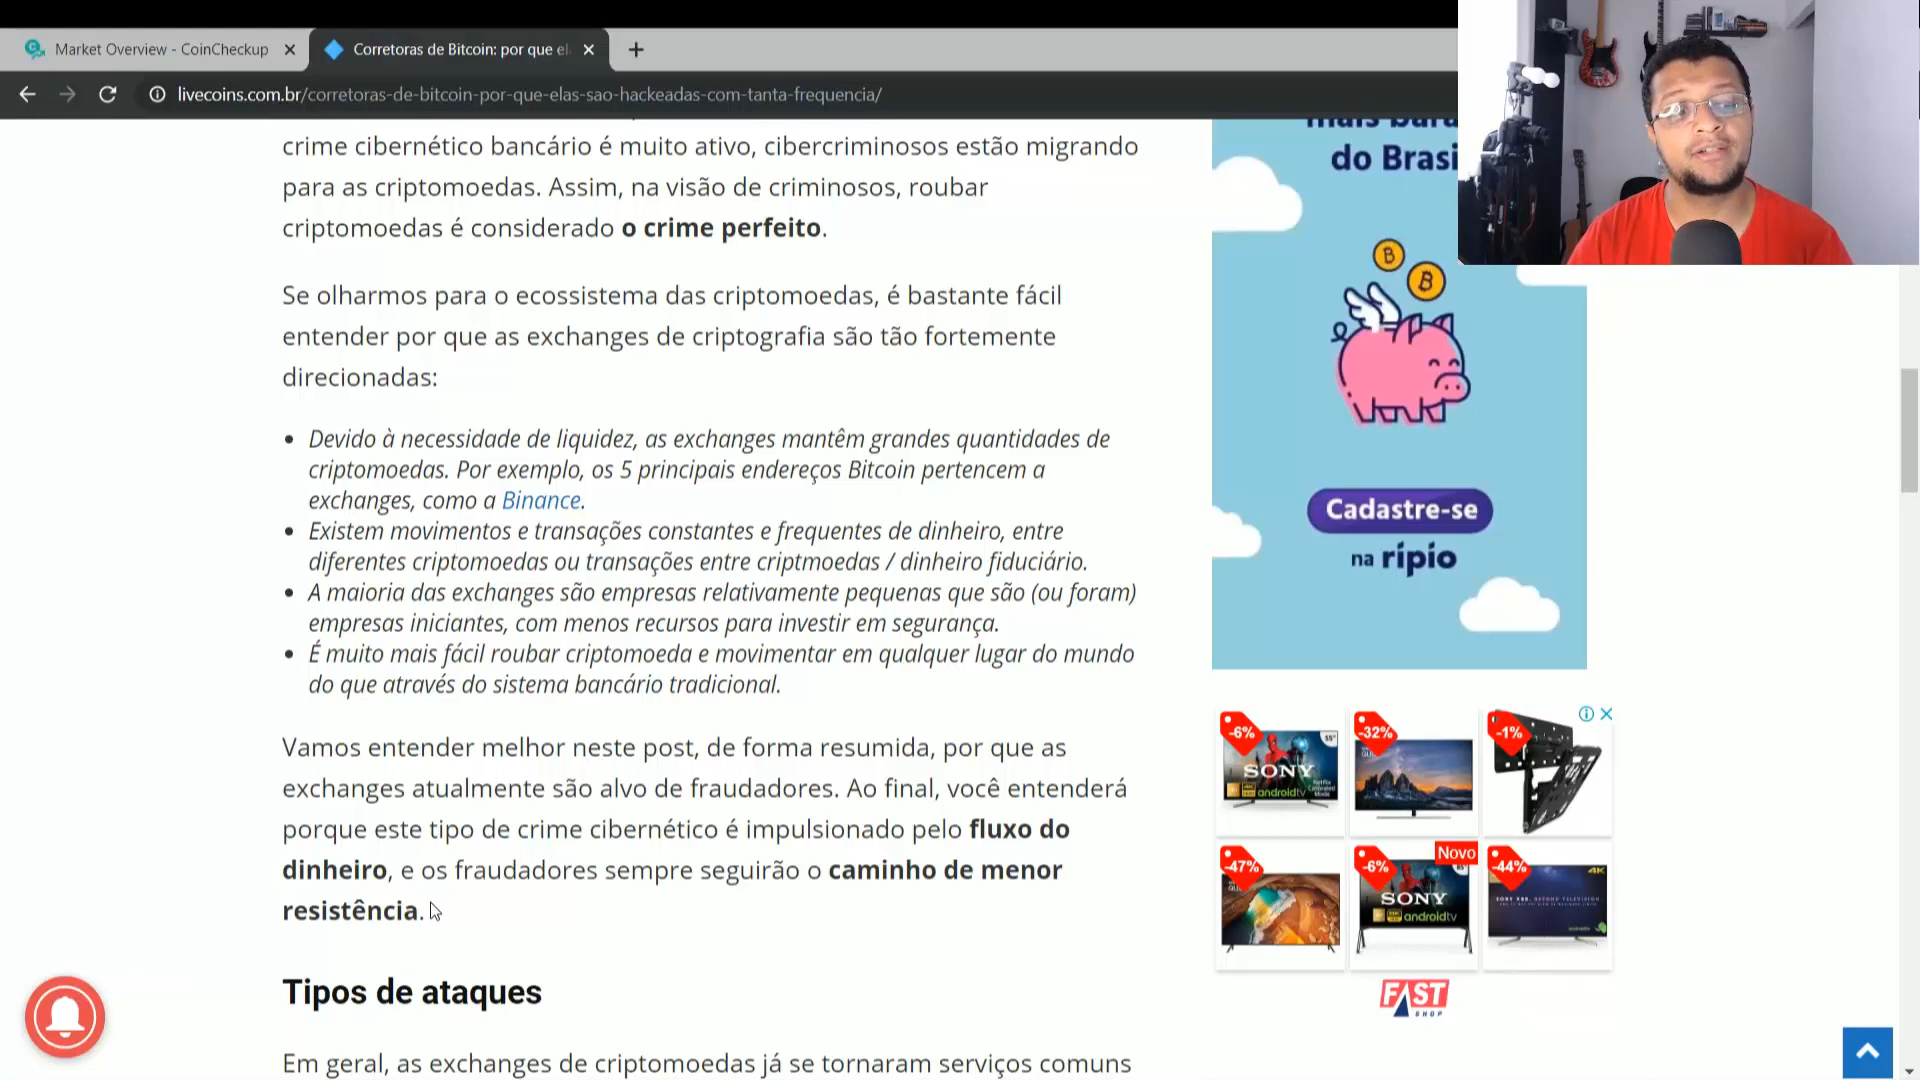 Market Overview - CoinCheckup
Corretoras de Bitcoin: por que el
livecoins.com.br/corretoras-de-bitcoin-por-que-elas-sao-hackeadas-com-tanta-frequencia/
crime cibernético bancário é muito ativo, cibercriminosos estão migrando
para as criptomoedas. Assim, na visão de criminosos, roubar
criptomoedas é considerado o crime perfeito.
Se olharmos para o ecossistema das criptomoedas, é bastante fácil
entender por que as exchanges de criptografia são tão fortemente
direcionadas:
Devido à necessidade de liquidez, as exchanges mantêm grandes quantidades de
criptomoedas. Por exemplo, os 5 principais endereços Bitcoin pertencem a
exchanges, como a Binance.
Existem movimentos e transações constantes e frequentes de dinheiro, entre
diferentes criptomoedas ou transações entre criptmoedas / dinheiro fiduciário.
A maioria das exchanges são empresas relativamente pequenas que são (ou foram)
empresas iniciantes, com menos recursos para investir em segurança.
É muito mais fácil roubar criptomoeda e movimentar em qualquer lugar do mundo
do que através do sistema bancário tradicional.
Vamos entender melhor neste post, de forma resumida, por que as
exchanges atualmente são alvo de fraudadores. Ao final, você entenderá
porque este tipo de crime cibernético é impulsionado pelo fluxo do
dinheiro, e os fraudadores sempre seguirão o caminho de menor
resistência.
Tipos de ataques
Em geral, as exchanges de criptomoedas já se tornaram serviços comuns
mais bara
do Brasi
Cadastre-se
na rípio
-6%
-32%
-1%
55"
SONY
androidtv
-47%
-6%
Novo
-44%
SONY
androidtv
4K
FAST
SHOP